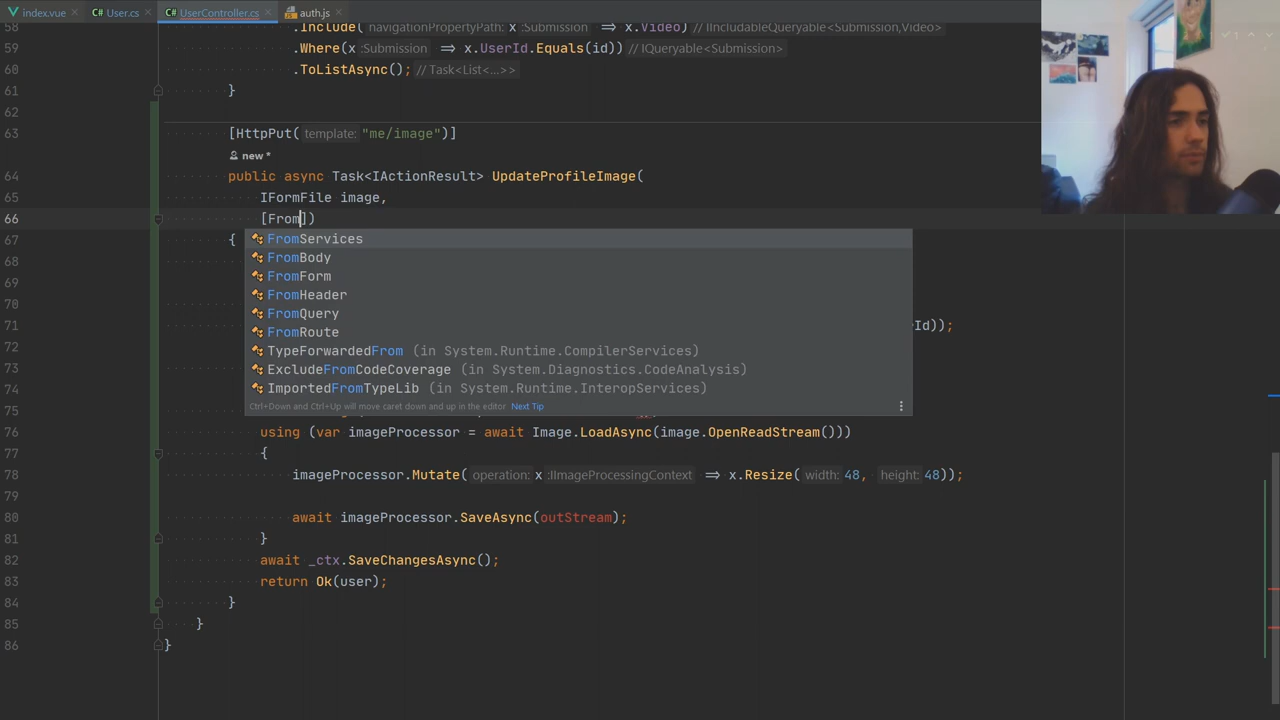 index.vue × User.cs × UserController.cs × auth.js ×
58 .Include( navigationPropertyPath: x :Submission => x.Video) // IIncludableQueryable<Submission,Video>
59 .Where(x :Submission => x.UserId.Equals(id)) // IQueryable<Submission>
60 .ToListAsync(); // Task<List<...>>
61 }
62
63 [HttpPut( template: "me/image")]
new *
64 public async Task<IActionResult> UpdateProfileImage(
65 IFormFile image,
66 [From])
67 {
FromServices
68
FromBody
69
FromForm
70
FromHeader
FromQuery
71 Id));
FromRoute
72
TypeForwardedFrom (in System.Runtime.CompilerServices)
73
ExcludeFromCodeCoverage (in System.Diagnostics.CodeAnalysis)
74
ImportedFromTypeLib (in System.Runtime.InteropServices)
Ctrl+Down and Ctrl+Up will move caret down and up in the editor Next Tip
75
76 using (var imageProcessor = await Image.LoadAsync(image.OpenReadStream()))
77 {
78 imageProcessor.Mutate( operation: x :IImageProcessingContext => x.Resize( width: 48, height: 48));
79
80 await imageProcessor.SaveAsync(outStream);
81 }
82 await _ctx.SaveChangesAsync();
83 return Ok(user);
84 }
85 }
86 }